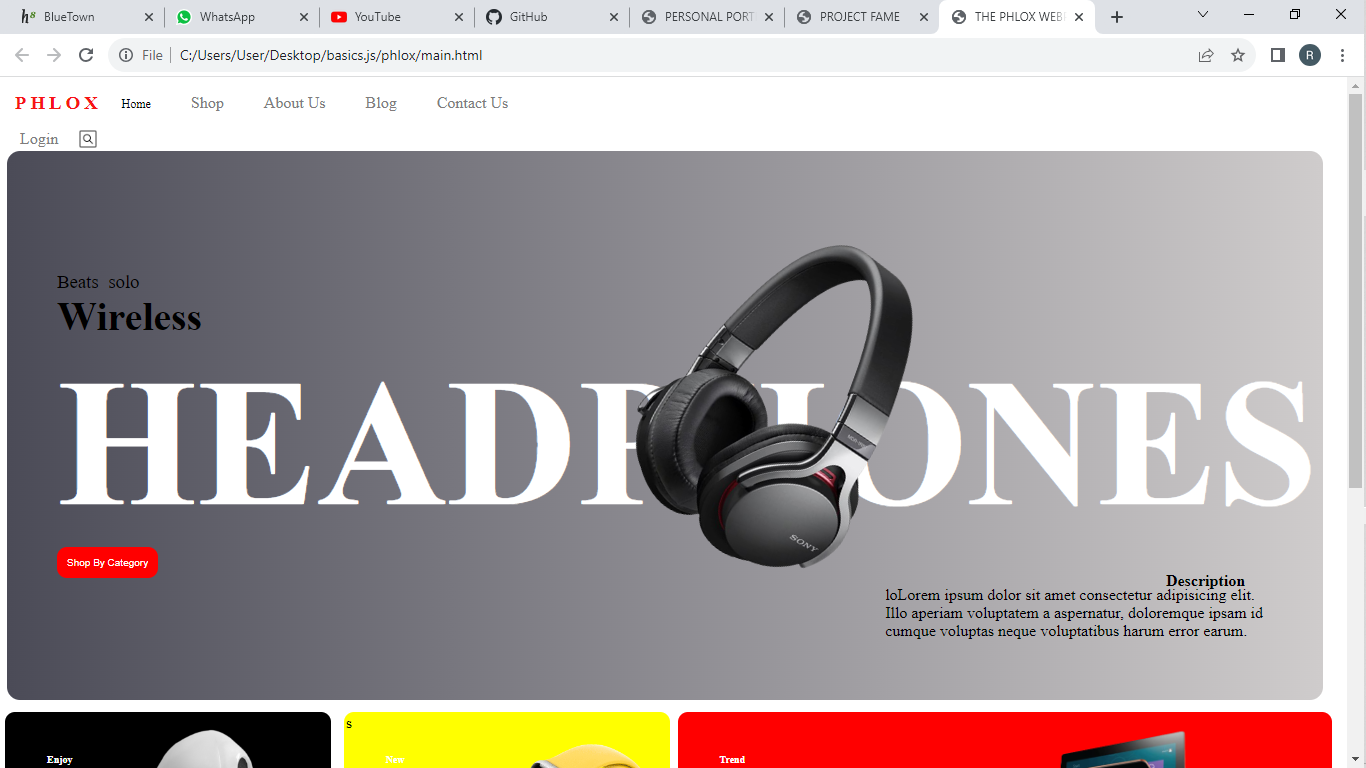 BlueTown
WhatsApp
YouTube
GitHub
PERSONAL PORT
PROJECT FAME
THE PHLOX WEB
File
C:/Users/User/Desktop/basics.js/phlox/main.html
R
PHLOX Home Shop About Us Blog Contact Us
Login
Beats solo
Wireless
HEADPHONES
SONY
Shop By Category
Description
loLorem ipsum dolor sit amet consectetur adipisicing elit.
Illo aperiam voluptatem a aspernatur, doloremque ipsam id
cumque voluptas neque voluptatibus harum error earum.
s
Enjoy
New
Trend